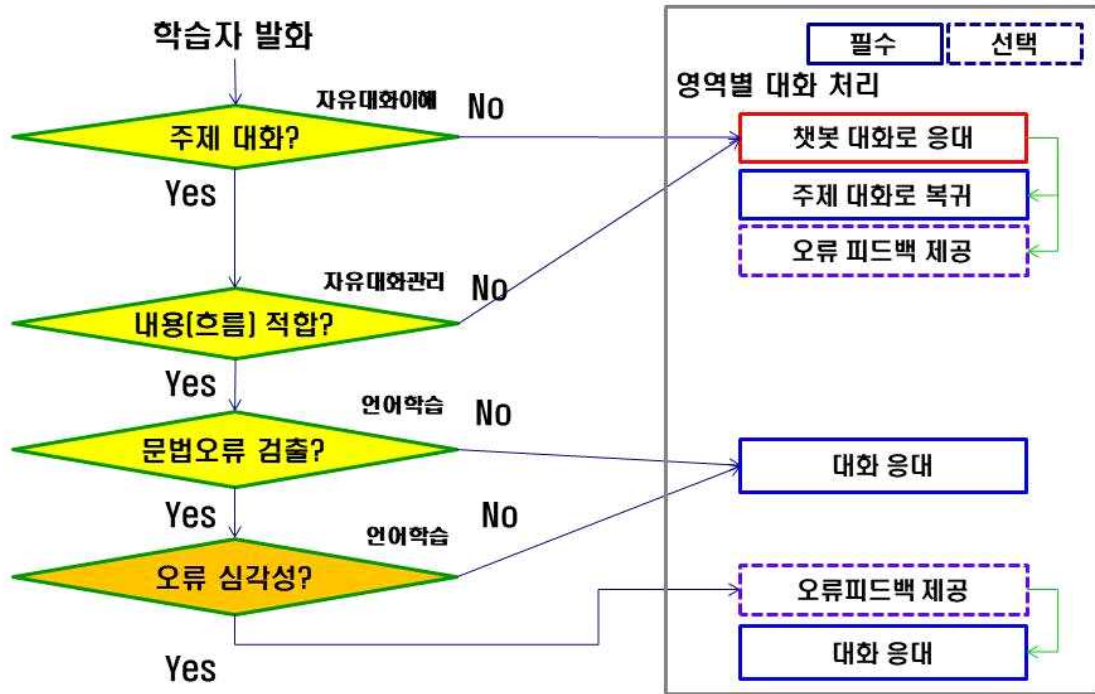 학습자 발화
필수
선택
영역별 대화 처리
자유대화이해
No
주제 대화?
챗봇 대화로 응대
Yes
주제 대화로 복귀
오류 피드백 제공
자유대화관리
No
내용(흐름) 적합?
Yes
언어학습
No
문법오류 검출?
대화 응대
Yes
언어학습
No
오류 심각성?
오류피드백 제공
대화 응대
Yes